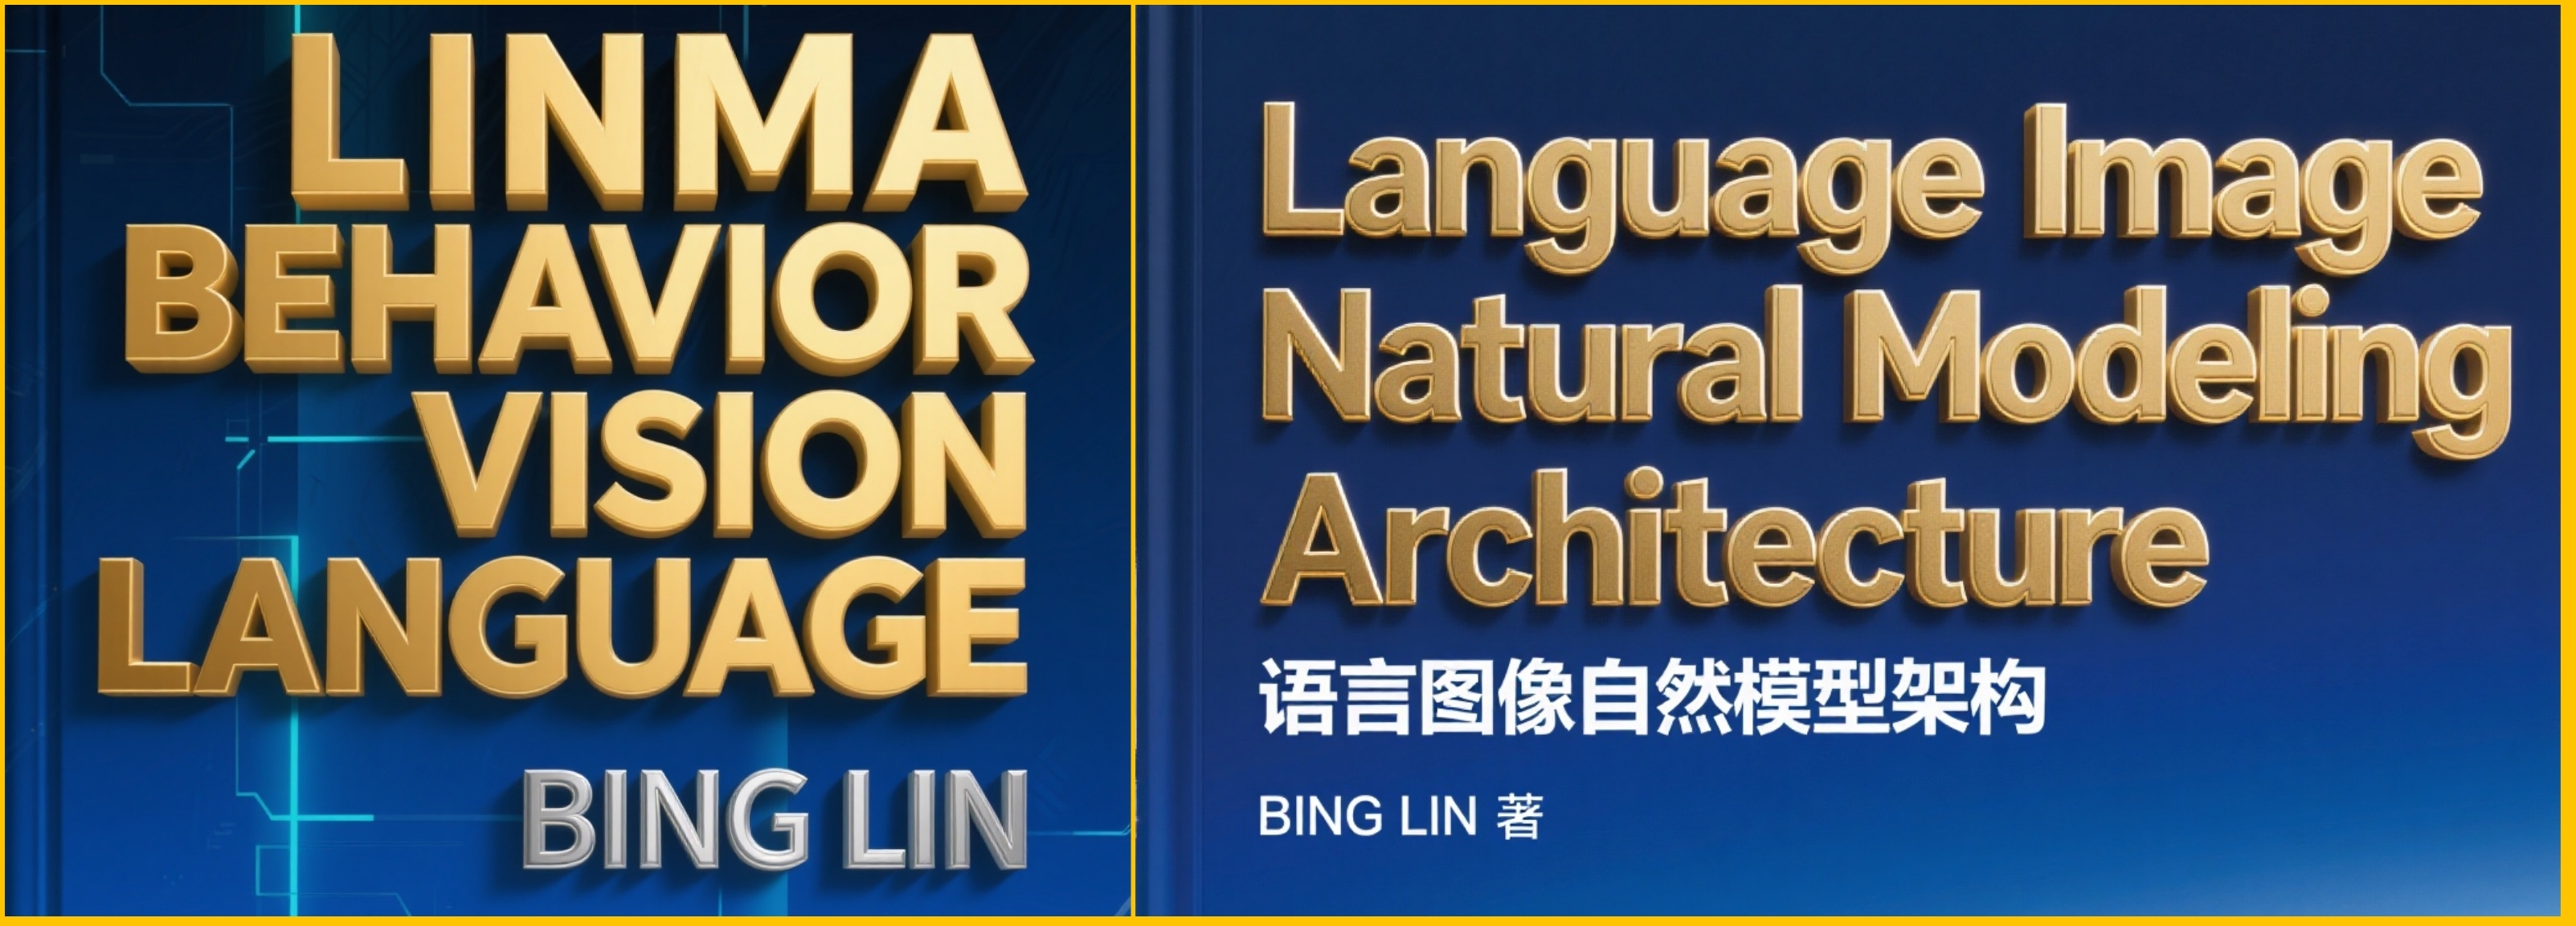 LINMA
BEHAVIOR
VISION
LANGUAGE
BING LIN
Language Image
Natural Modeling
Architecture
语言图像自然模型架构
BING LIN 著